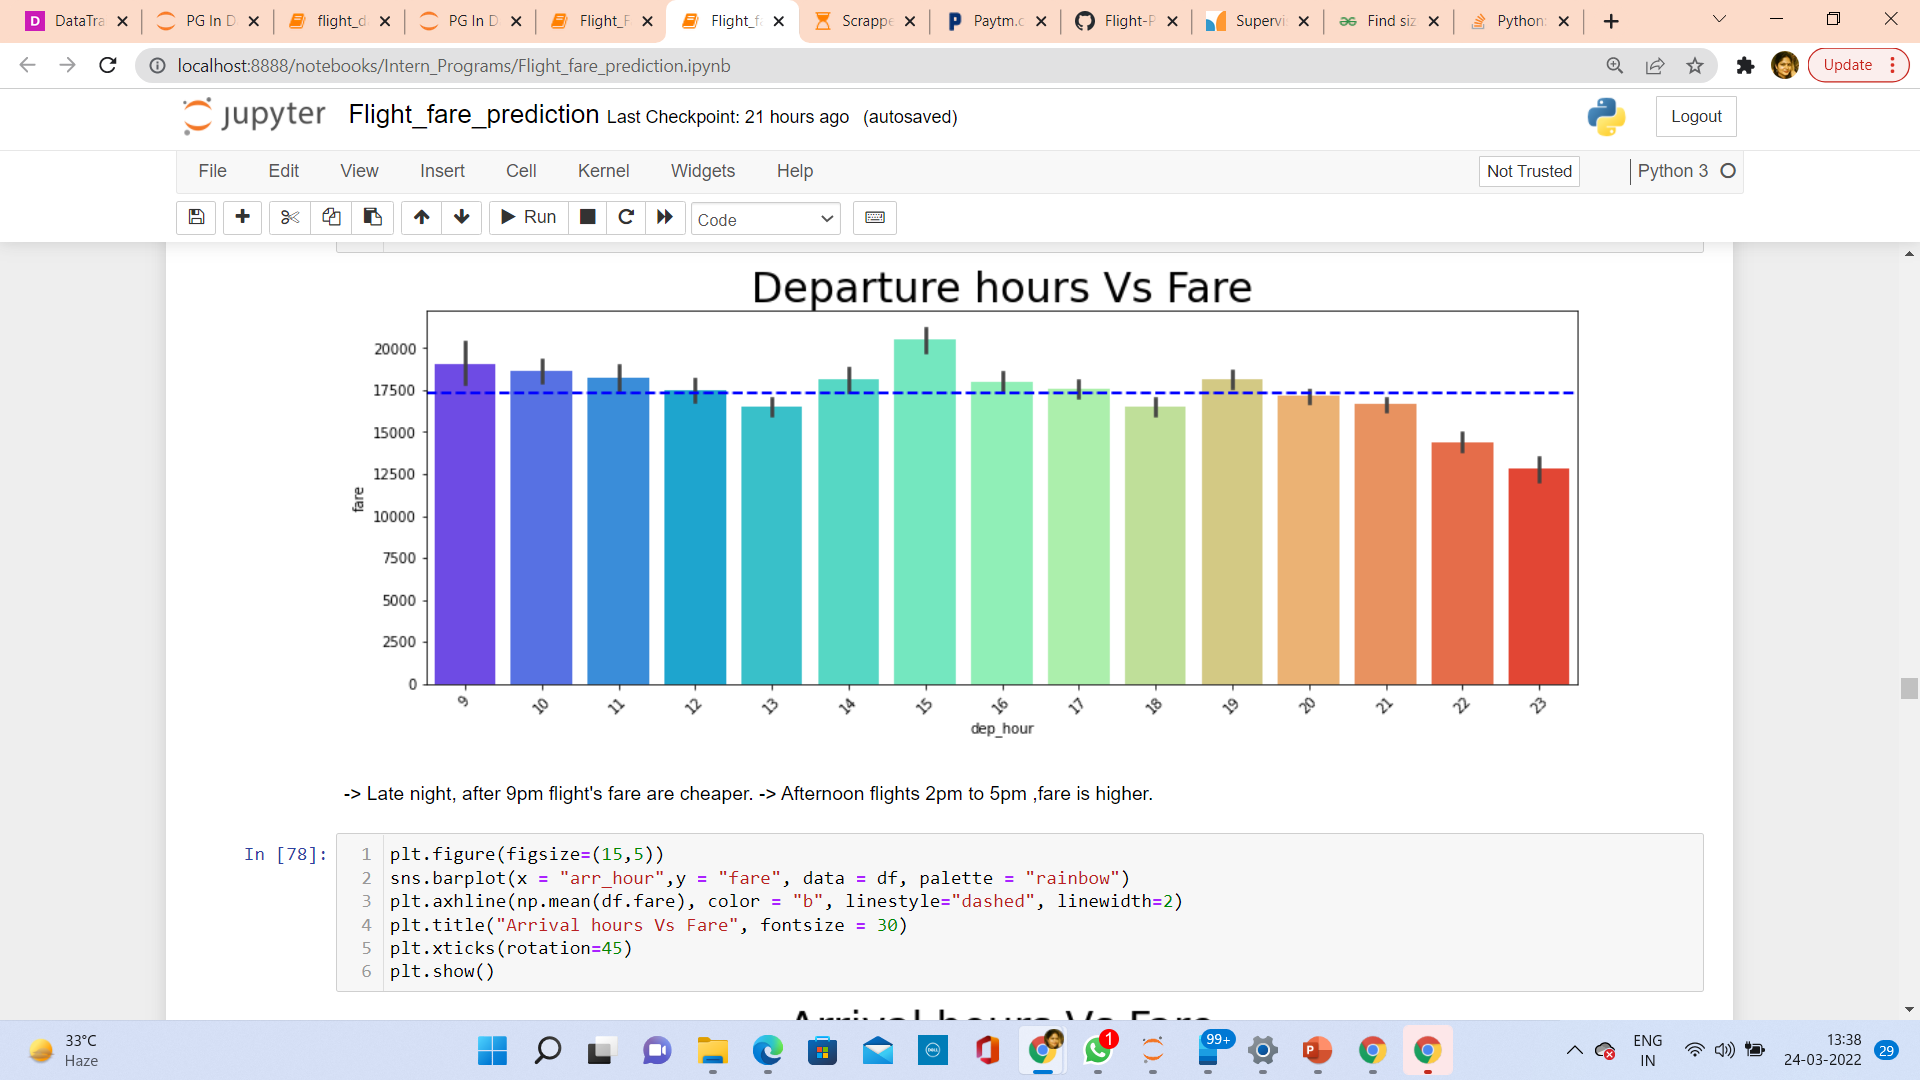 DataTra
PG In D
flight_d
PG In D
Flight_F
Flight_f
Scrappe
Paytm.c
Flight-P
Supervi
Find siz
Python
localhost:8888/notebooks/Intern_Programs/Flight_fare_prediction.ipynb
Update
jupyter Flight_fare_prediction Last Checkpoint: 21 hours ago (autosaved)
Logout
File Edit View Insert Cell Kernel Widgets Help
Not Trusted
Python 3
Run
Code
Departure hours Vs Fare
20000
17500
15000
12500
10000
7500
5000
2500
0
fare
9 10 11 12 13 14 15 16 17 18 19 20 21 22 23
dep_hour
-> Late night, after 9pm flight's fare are cheaper. -> Afternoon flights 2pm to 5pm ,fare is higher.
In [78]:
1 plt.figure(figsize=(15,5))
2 sns.barplot(x = "arr_hour",y = "fare", data = df, palette = "rainbow")
3 plt.axhline(np.mean(df.fare), color = "b", linestyle="dashed", linewidth=2)
4 plt.title("Arrival hours Vs Fare", fontsize = 30)
5 plt.xticks(rotation=45)
6 plt.show()
Arrival hours Vs Fare
33°C
Haze
1
99+
ENG
IN
13:38
24-03-2022
29